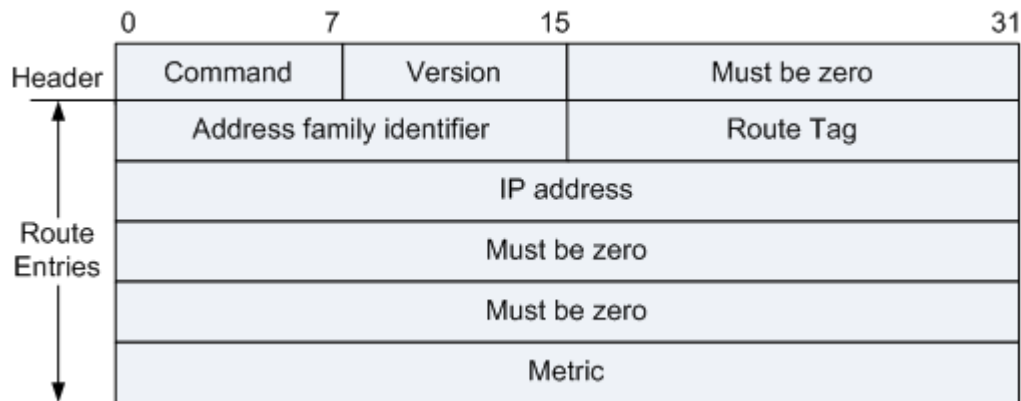 0 7 15 31
Header Command Version Must be zero
Address family identifier Route Tag
IP address
Route
Entries
Must be zero
Must be zero
Metric